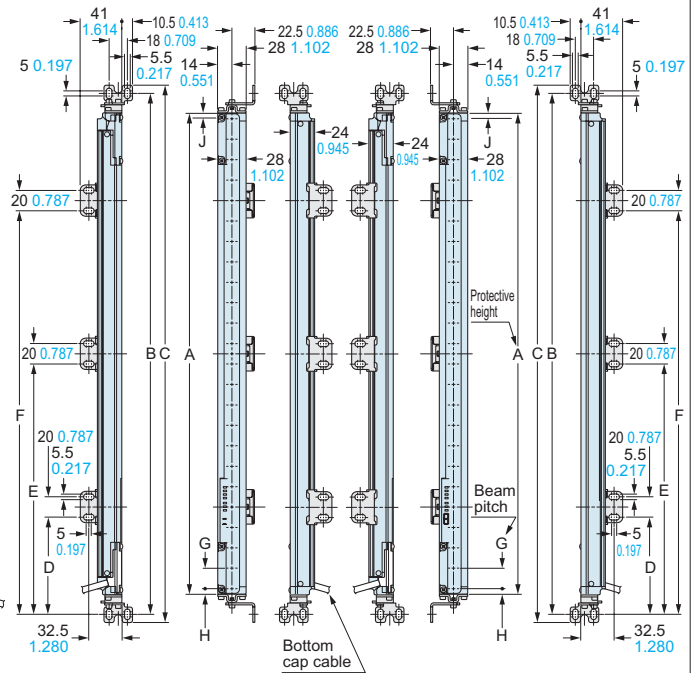 41
1.614
10.5 0.413
18 0.709
5.5
0.217
5 0.197
22.5 0.886
28 1.102
14
0.551
22.5 0.886
28 1.102
14
0.551
10.5 0.413
41
1.614
18 0.709
5.5
0.217
5 0.197
J
24
0.945
24
0.945
J
28
1.102
28
1.102
20 0.787
20 0.787
Protective
height
20 0.787
B
C
A
A
C
B
20 0.787
F
F
20 0.787
5.5
0.217
20 0.787
5.5
0.217
E
E
Beam
pitch
5
0.197
5
0.197
G
G
D
D
H
H
32.5
1.280
32.5
1.280
Bottom
cap cable